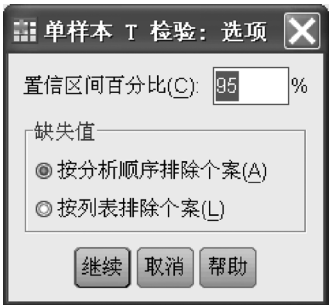 单样本 T 检验: 选项
置信区间百分比(C): 95 %
缺失值
按分析顺序排除个案(A)
按列表排除个案(L)
继续 取消 帮助